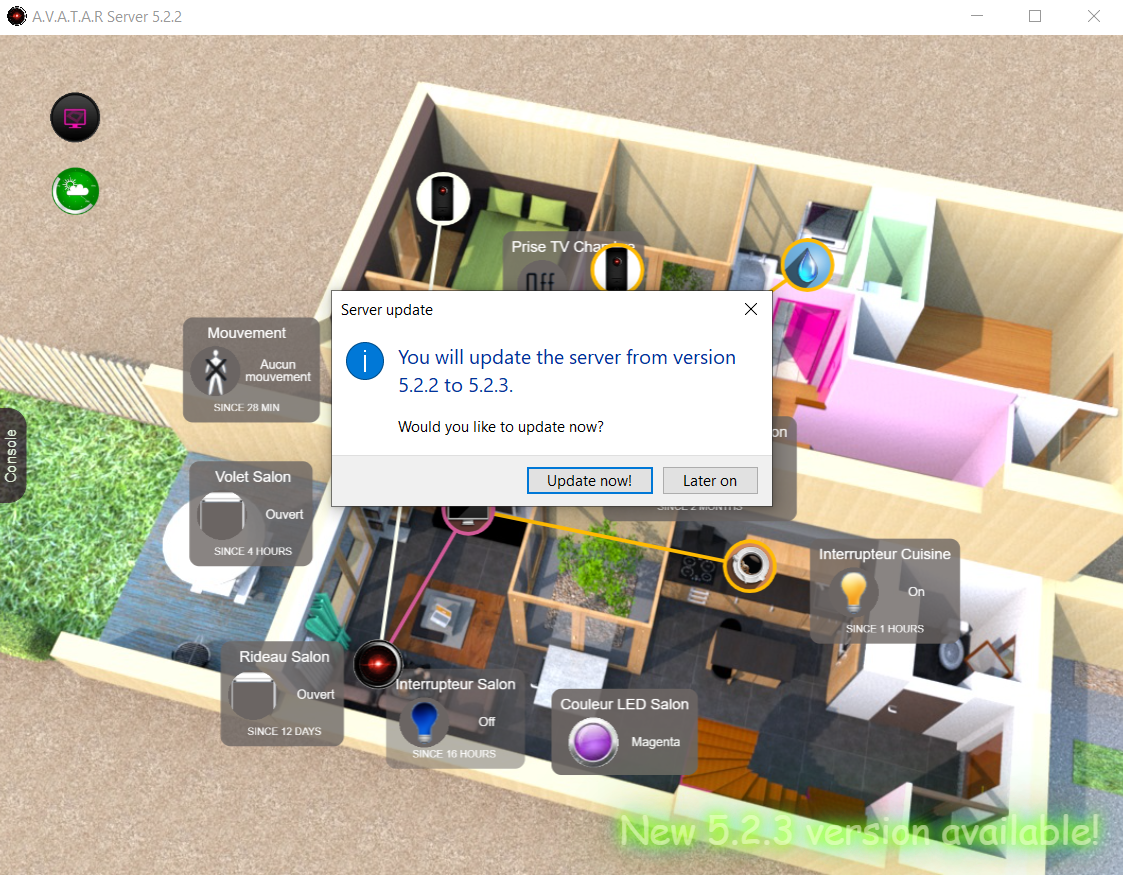 A.V.A.T.A.R Server 5.2.2
Prise TV Chambre
Off
Server update
You will update the server from version
5.2.2 to 5.2.3.
Would you like to update now?
Update now!
Later on
Mouvement
Aucun
mouvement
SINCE 28 MIN
Console
on
SINCE 2 MONTHS
Volet Salon
Ouvert
SINCE 4 HOURS
Interrupteur Cuisine
On
SINCE 1 HOURS
Rideau Salon
Ouvert
SINCE 12 DAYS
Interrupteur Salon
Off
SINCE 16 HOURS
Couleur LED Salon
Magenta
New 5.2.3 version available!